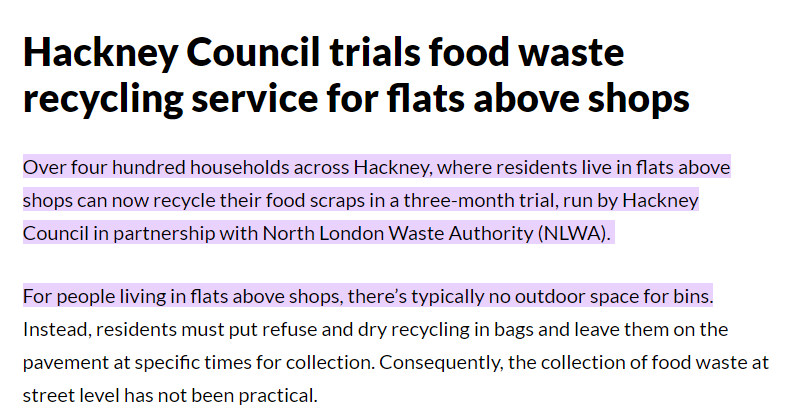 Hackney Council trials food waste
recycling service for flats above shops
Over four hundred households across Hackney, where residents live in flats above
shops can now recycle their food scraps in a three-month trial, run by Hackney
Council in partnership with North London Waste Authority (NLWA).
For people living in flats above shops, there’s typically no outdoor space for bins.
Instead, residents must put refuse and dry recycling in bags and leave them on the
pavement at specific times for collection. Consequently, the collection of food waste at
street level has not been practical.